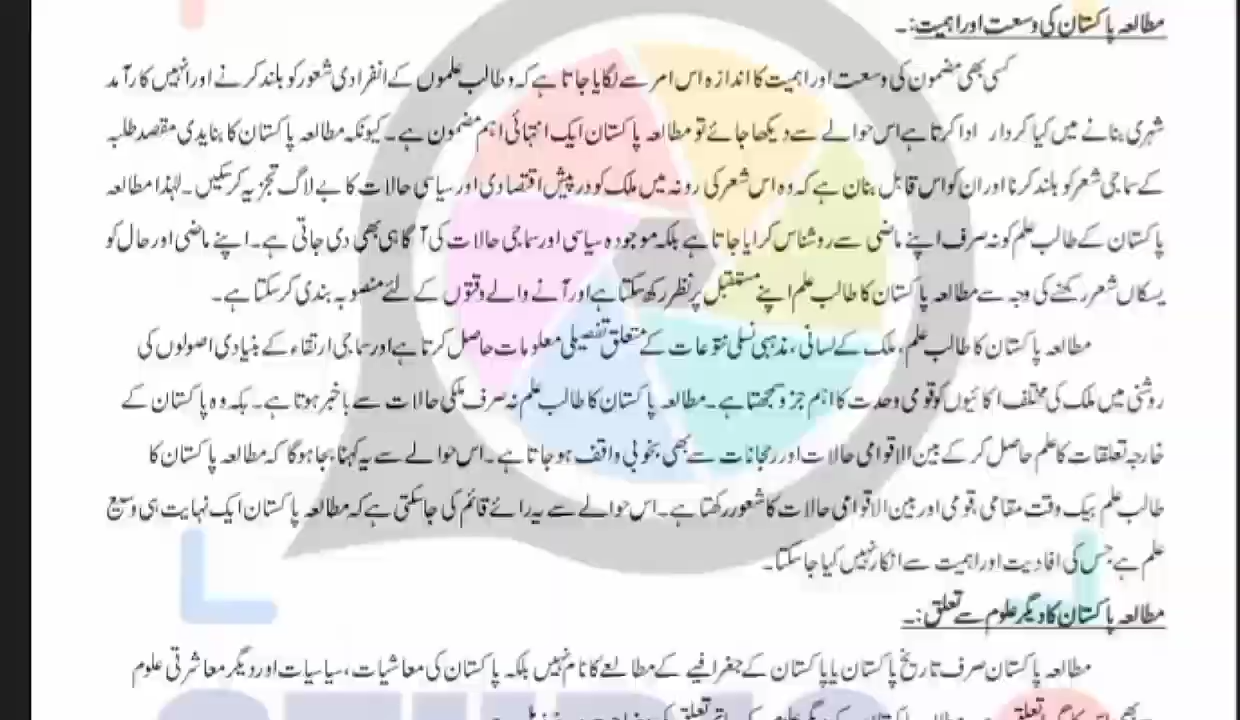 مطالعہ پاکستان کی وسعت اور اہمیت:۔
کسی بھی مضمون کی وسعت اور اہمیت کا اندازہ اس امر سے لگایا جاتا ہے کہ وہ طالب علموں کے انفرادی شعور کو بلند کرنے اور انہیں کار آمد
شہری بنانے میں کیا کردار ادا کرتا ہے اس حوالے سے دیکھا جائے تو مطالعہ پاکستان ایک انتہائی اہم مضمون ہے۔ کیونکہ مطالعہ پاکستان کا بنایدی مقصد طلبہ
کے سماجی شعر کو بلند کرنا اور ان کو اس قابل بنان ہے کہ وہ اس شعر کی رو نہ میں ملک کو درپیش اقتصادی اور سیاسی حالات کا بے لاگ تجزیہ کر سکیں۔ لہٰذا مطالعہ
پاکستان کے طالب علم کو نہ صرف اپنے ماضی سے روشناس کرایا جاتا ہے بلکہ موجودہ سیاسی اور سماجی حالات کی آگاہی بھی دی جاتی ہے۔ اپنے ماضی اور حال کو
یسکاں شعر رکھنے کی وجہ سے مطالعہ پاکستان کا طالب علم اپنے مستقبل پر نظر رکھ سکتا ہے اور آنے والے وقتوں کے لئے منصوبہ بندی کر سکتا ہے۔
مطالعہ پاکستان کا طالب علم، ملک کے لسانی، مذہبی نسلی تنوعات کے متعلق تفصیلی معلومات حاصل کرتا ہے اور سماجی ارتقاء کے بنیادی اصولوں کی
روشنی میں ملک کی مختلف اکائیوں کو قومی وحدت کا اہم جزو سمجھتا ہے۔ مطالعہ پاکستان کا طالب علم نہ صرف ملکی حالات سے باخبر ہوتا ہے۔ بلکہ وہ پاکستان کے
خارجہ تعلقات کا علم حاصل کر کے بین الاقوامی حالات اور رجحانات سے بھی بخوبی واقف ہو جاتا ہے۔ اس حوالے سے یہ کہنا بجا ہوگا کہ مطالعہ پاکستان کا
طالب علم بیک وقت مقامی، قومی اور بین الاقوامی حالات کا شعور رکھتا ہے۔ اس حوالے سے یہ رائے قائم کی جا سکتی ہے کہ مطالعہ پاکستان ایک نہایت ہی وسیع
علم ہے جس کی افادیت اور اہمیت سے انکار نہیں کیا جا سکتا۔
مطالعہ پاکستان کا دیگر علوم سے تعلق:۔
مطالعہ پاکستان صرف تاریخ پاکستان یا پاکستان کے جغرافیے کے مطالعے کا نام نہیں بلکہ پاکستان کی معاشیات، سیاسیات اور دیگر معاشرتی علوم